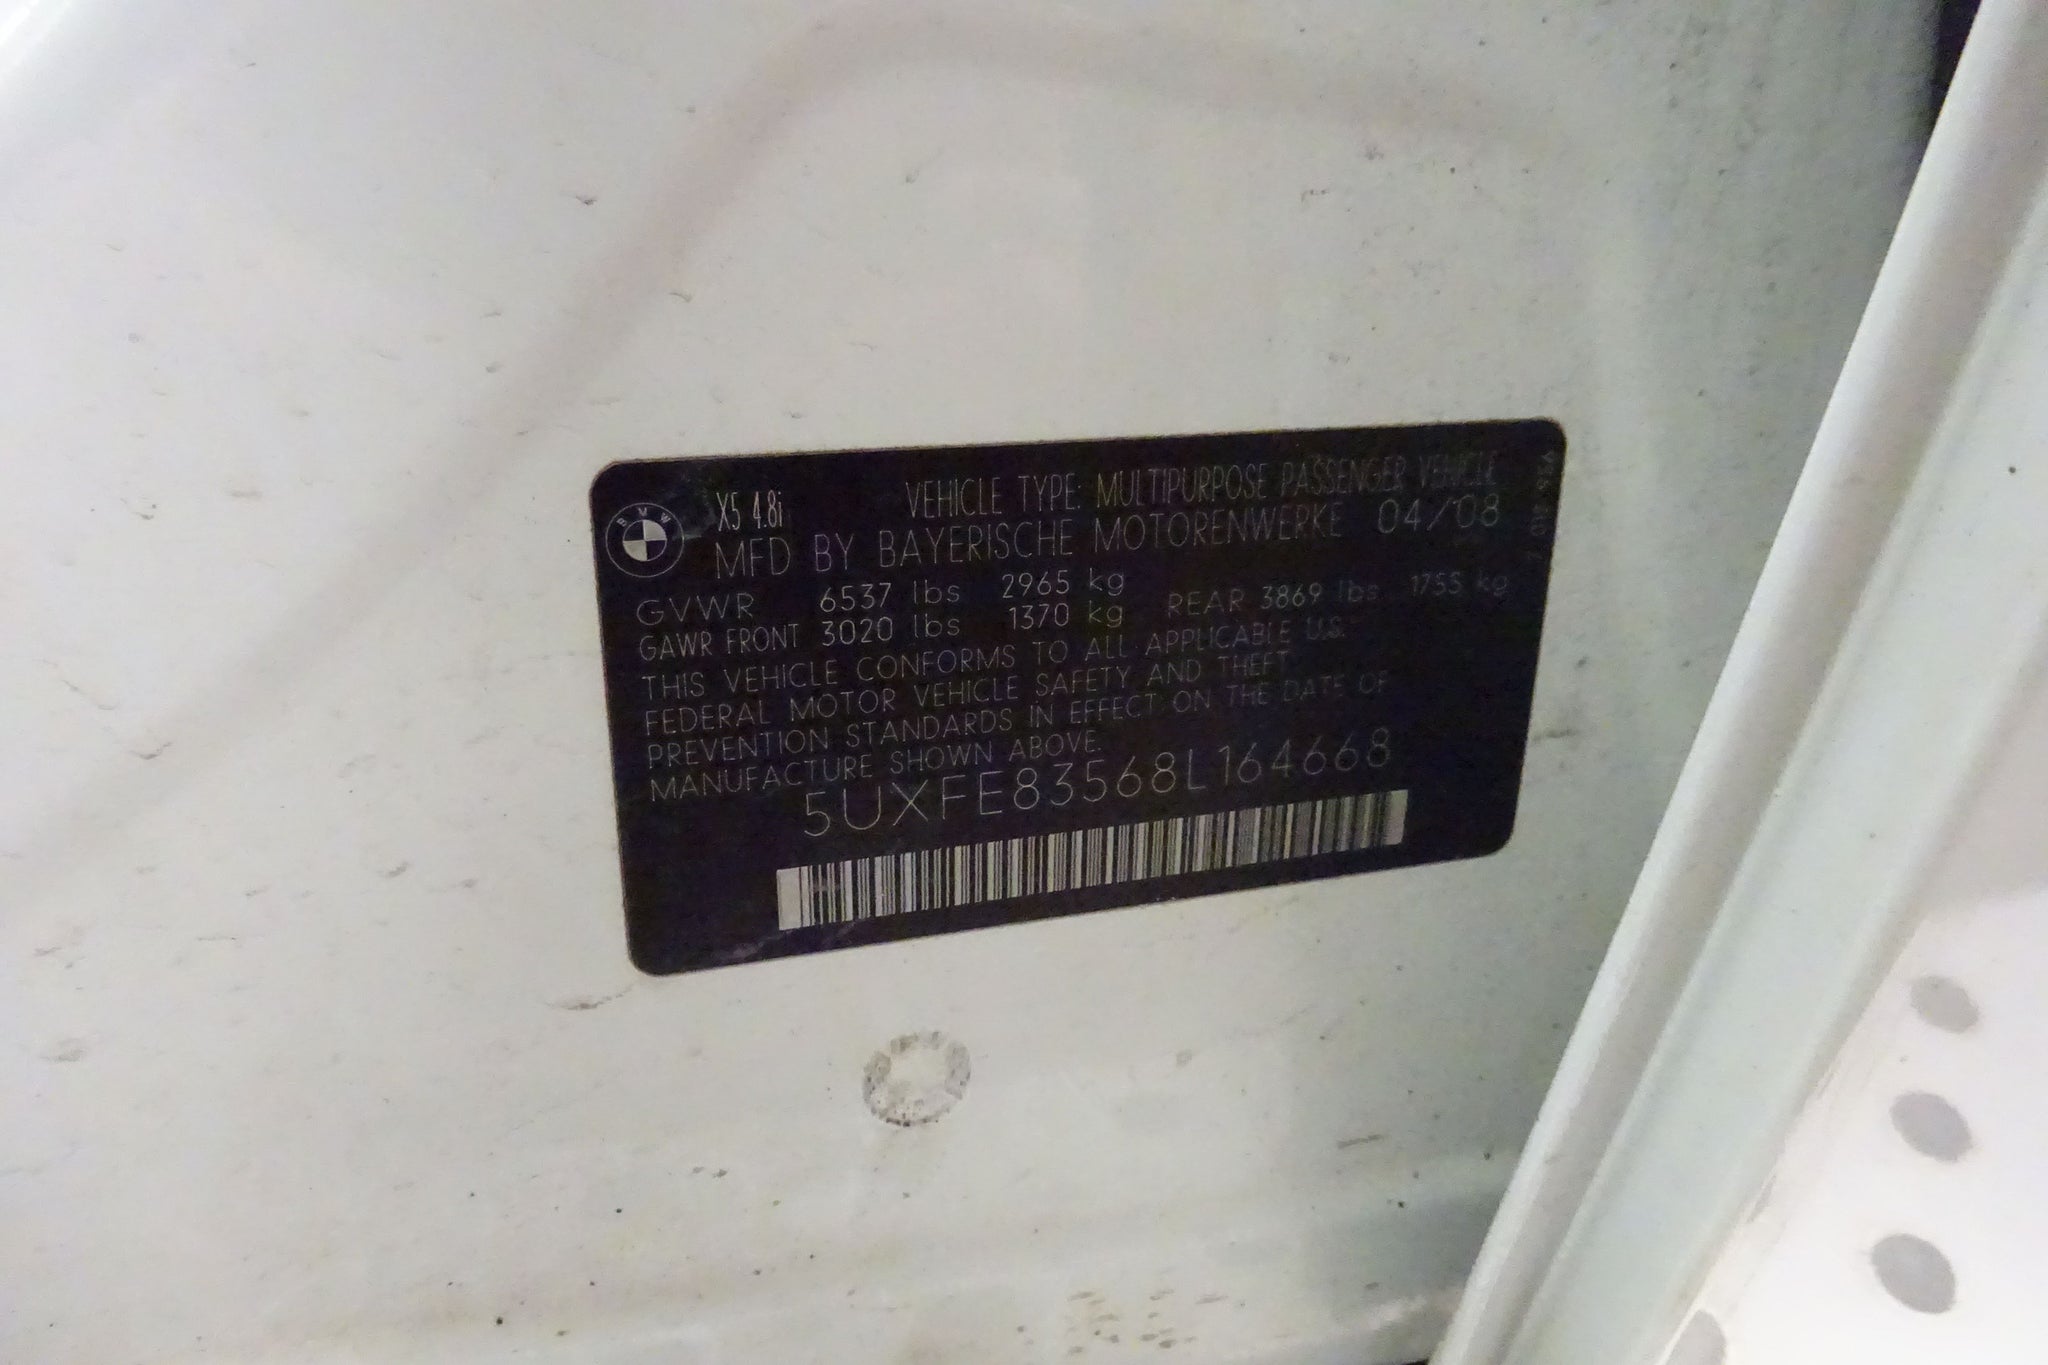 BMW
X5 4.8i
VEHICLE TYPE: MULTIPURPOSE PASSENGER VEHICLE
MFD BY BAYERISCHE MOTORENWERKE 04/08
GVWR 6537 lbs 2965 kg
GAWR FRONT 3020 lbs 1370 kg REAR 3869 lbs 1755 kg
THIS VEHICLE CONFORMS TO ALL APPLICABLE U.S.
FEDERAL MOTOR VEHICLE SAFETY AND THEFT
PREVENTION STANDARDS IN EFFECT ON THE DATE OF
MANUFACTURE SHOWN ABOVE.
5UXFE83568L164668